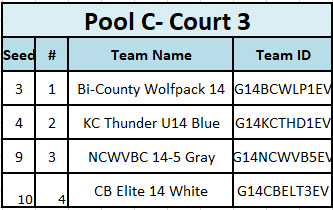 Pool C- Court 3
Seed # Team Name Team ID
3 1 Bi-County Wolfpack 14 G14BCWLP1EV
4 2 KC Thunder U14 Blue G14KCTHD1EV
9 3 NCWVBC 14-5 Gray G14NCWVB5EV
10 4 CB Elite 14 White G14CBELT3EV